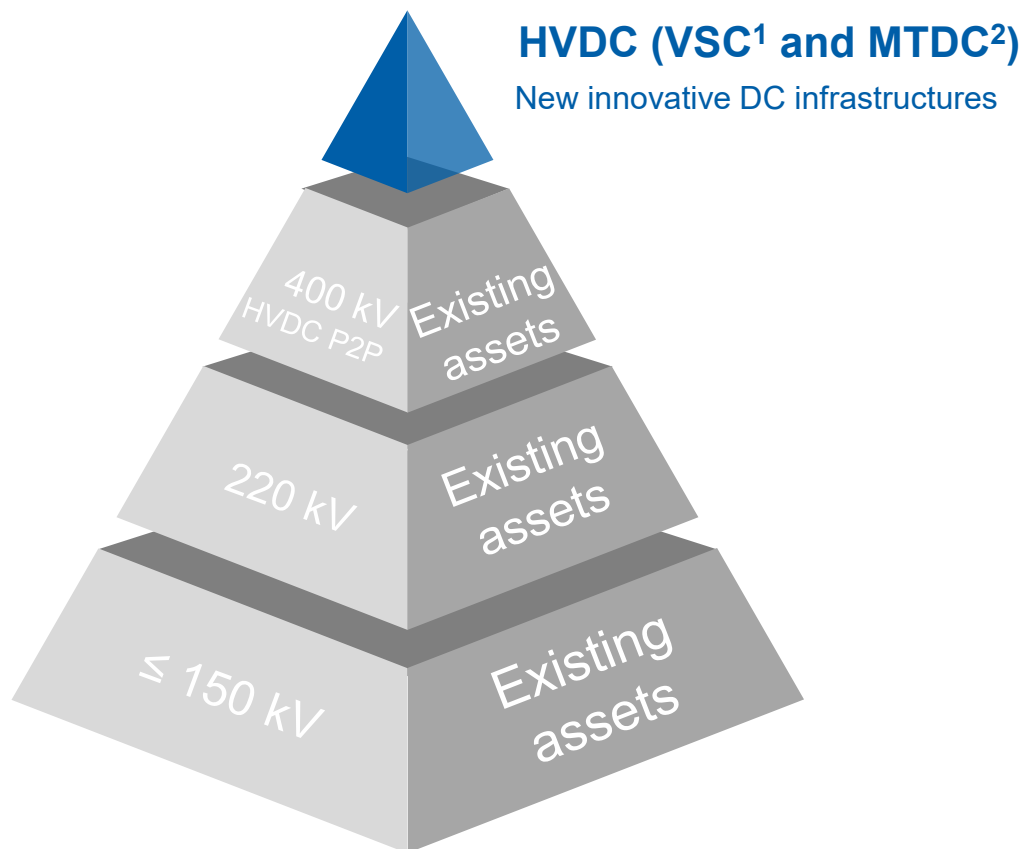 HVDC (VSC¹ and MTDC²)
New innovative DC infrastructures
400 kV
HVDC P2P
Existing
assets
220 kV
Existing
assets
≤ 150 kV
Existing
assets